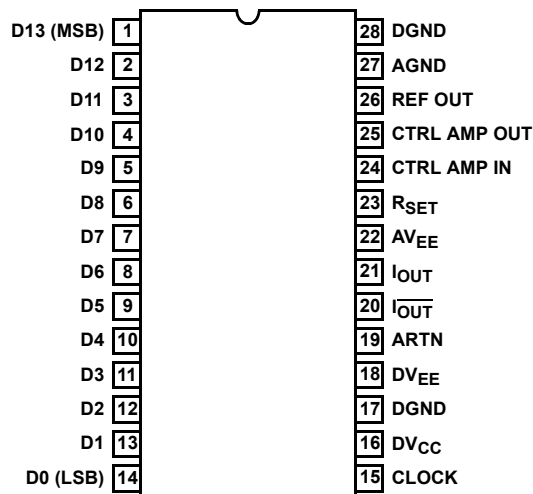 D13 (MSB) 1 28 DGND
D12 2 27 AGND
D11 3 26 REF OUT
D10 4 25 CTRL AMP OUT
D9 5 24 CTRL AMP IN
D8 6 23 RSET
D7 7 22 AVEE
D6 8 21 IOUT
D5 9 20 I̅O̅U̅T̅
D4 10 19 ARTN
D3 11 18 DVEE
D2 12 17 DGND
D1 13 16 DVCC
D0 (LSB) 14 15 CLOCK